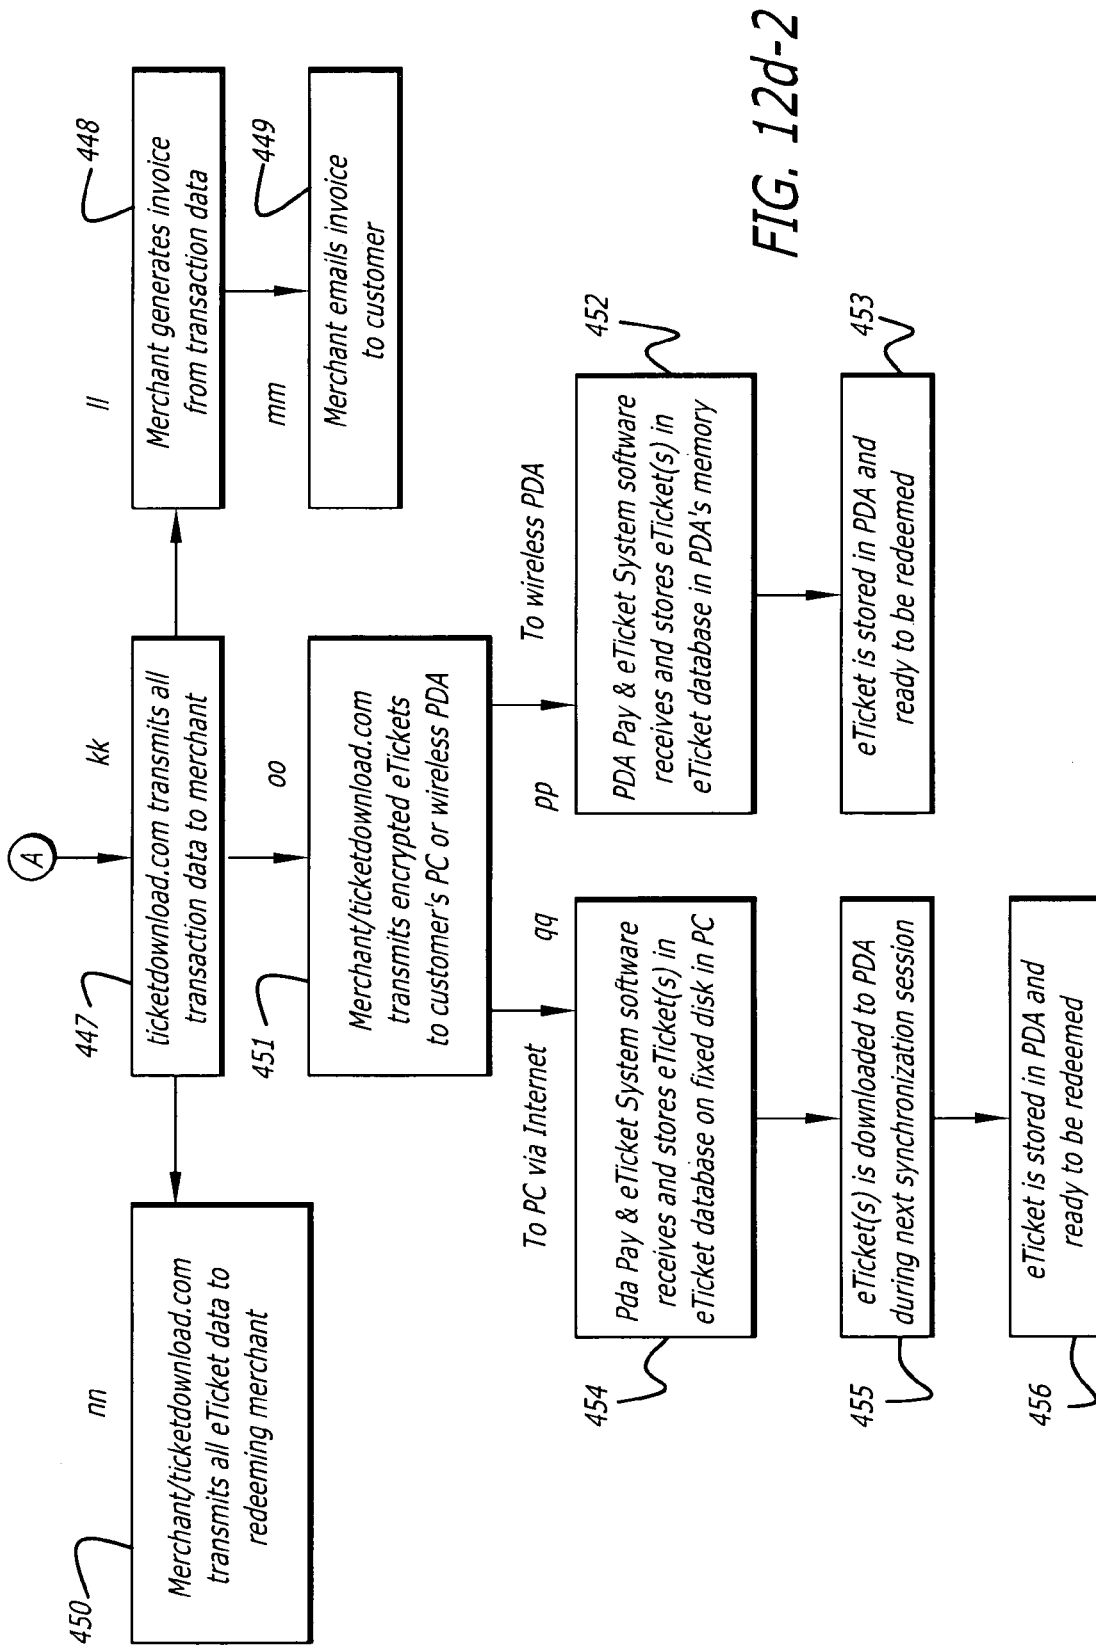 A
kk
447
ticketdownload.com transmits all
transaction data to merchant
ll
448
Merchant generates invoice
from transaction data
mm
449
Merchant emails invoice
to customer
nn
450
Merchant/ticketdownload.com
transmits all eTicket data to
redeeming merchant
oo
451
Merchant/ticketdownload.com
transmits encrypted eTickets
to customer's PC or wireless PDA
To PC via Internet
qq
454
Pda Pay & eTicket System software
receives and stores eTicket(s) in
eTicket database on fixed disk in PC
455
eTicket(s) is downloaded to PDA
during next synchronization session
456
eTicket is stored in PDA and
ready to be redeemed
pp
To wireless PDA
452
PDA Pay & eTicket System software
receives and stores eTicket(s) in
eTicket database in PDA's memory
453
eTicket is stored in PDA and
ready to be redeemed
FIG. 12d-2